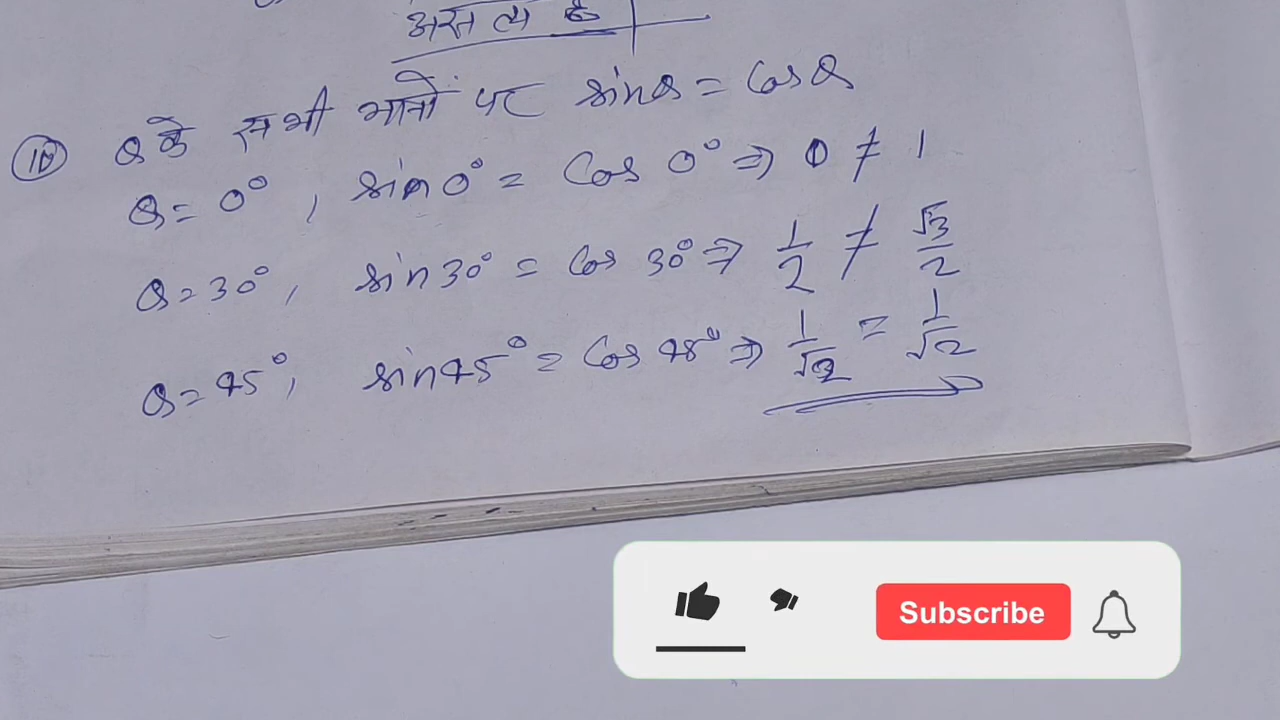 असत्य है
(iv) θ के सभी मानों पर sinθ = cosθ
θ = 0°, sin 0° = cos 0° ⇒ 0 ≠ 1
θ = 30°, sin 30° = cos 30° ⇒ 1/2 ≠ √3/2
θ = 45°, sin 45° = cos 45° ⇒ 1/√2 = 1/√2
Subscribe